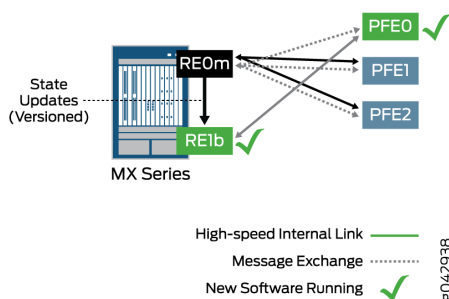 PFE0
RE0m
PFE1
State
Updates
(Versioned)
PFE2
RE1b
MX Series
High-speed Internal Link
Message Exchange
New Software Running
g042938